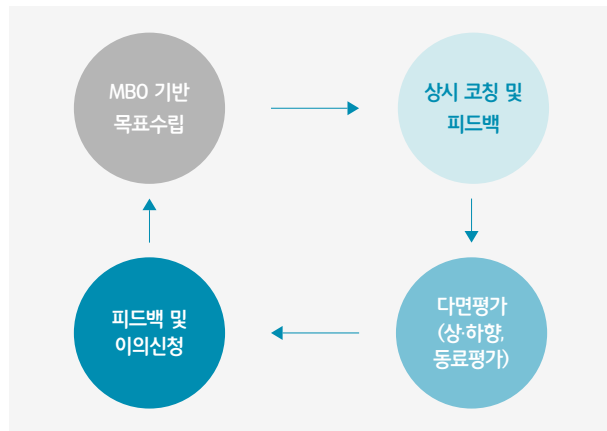 MBO 기반
목표수립
상시 코칭 및
피드백
다면평가
(상·하향,
동료평가)
피드백 및
이의신청